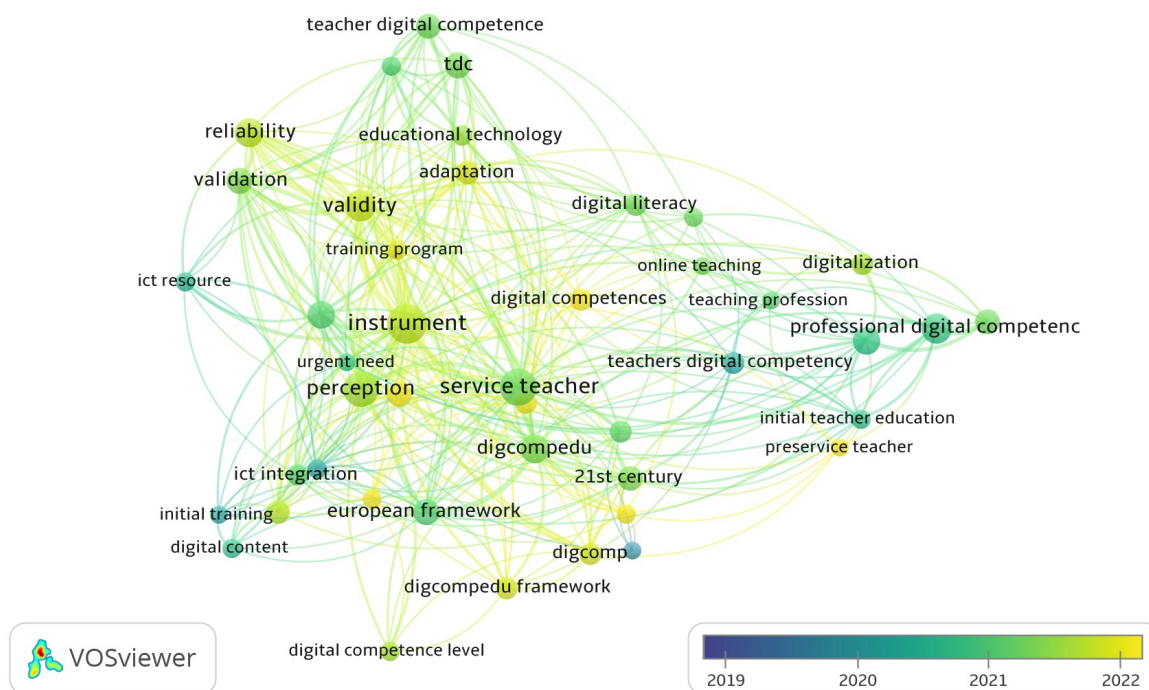 teacher digital competence
tdc
reliability
educational technology
adaptation
validation
digital literacy
validity
training program
digitalization
online teaching
ict resource
digital competences
teaching profession
instrument
professional digital competenc
urgent need
teachers digital competency
perception
service teacher
initial teacher education
digcompedu
preservice teacher
ict integration
21st century
initial training
european framework
digital content
digcomp
digcompedu framework
digital competence level
VOSviewer
2019
2020
2021
2022